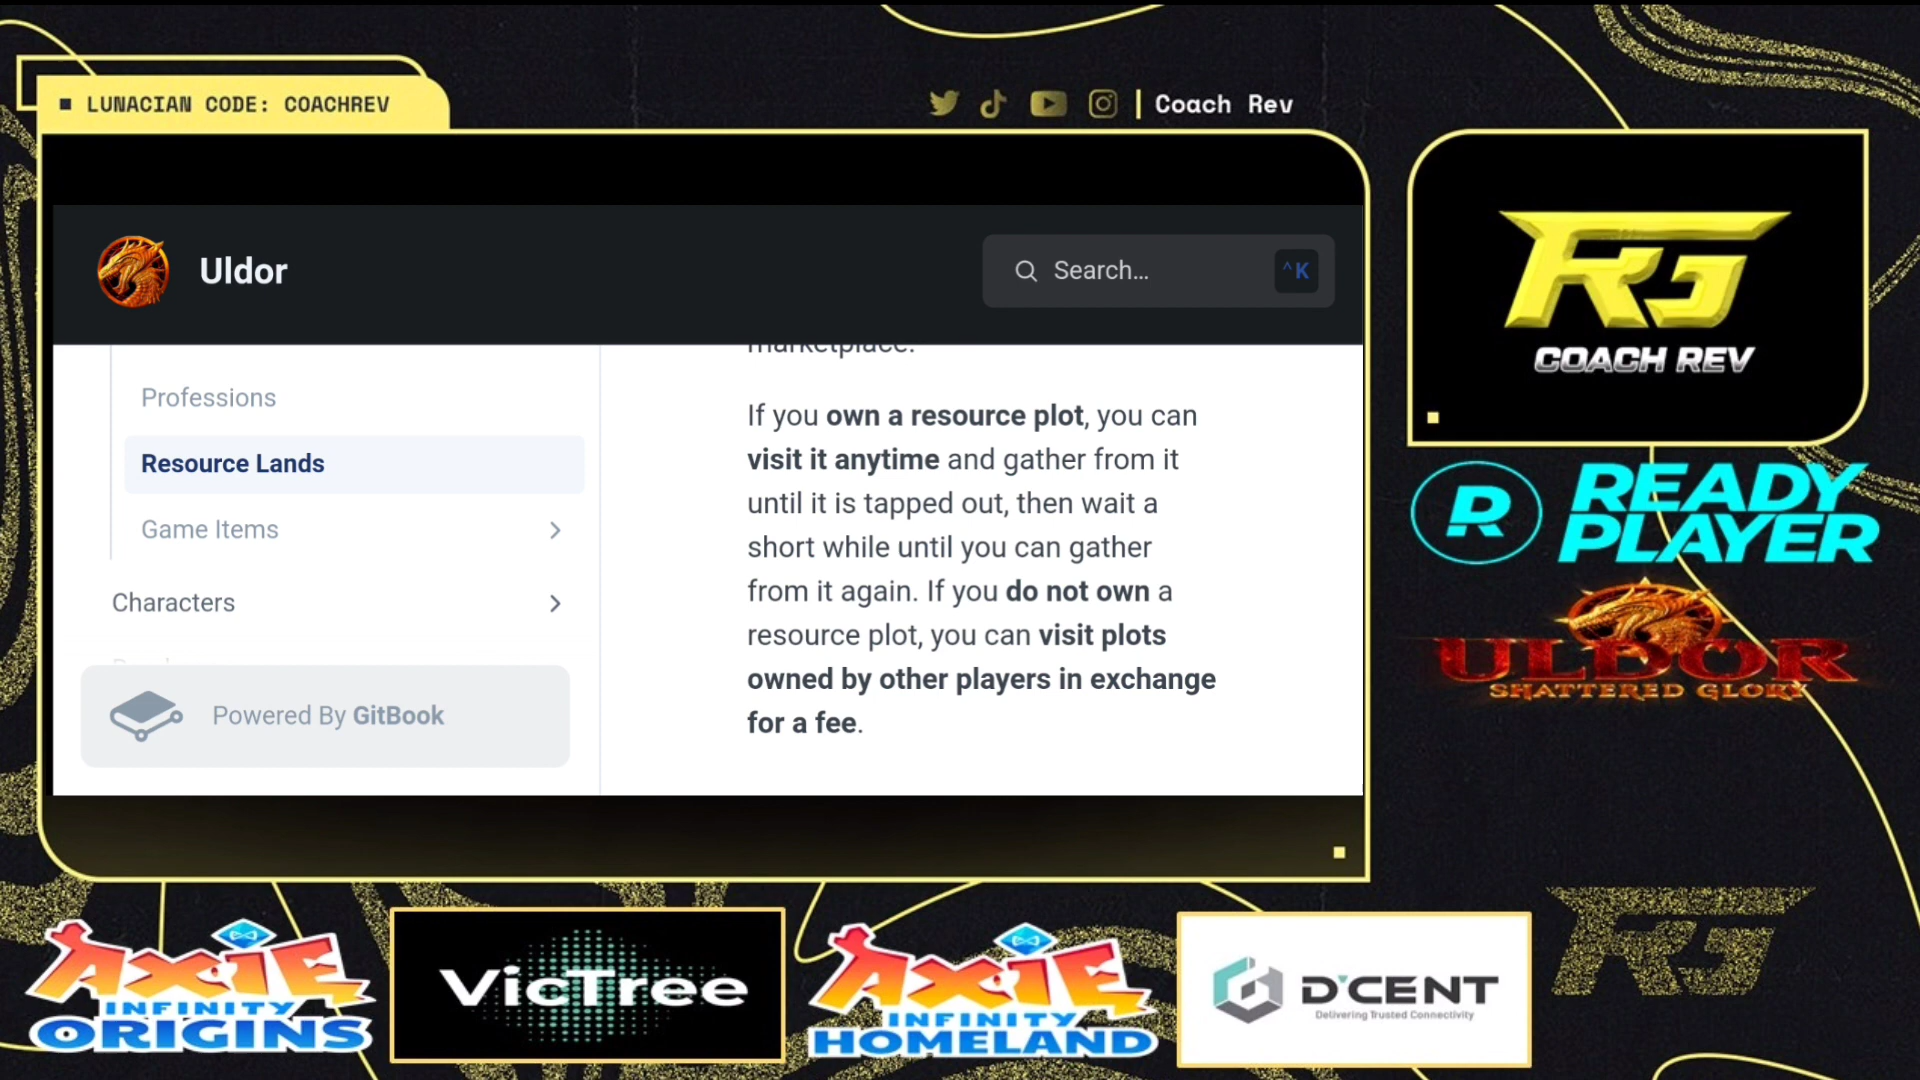 LUNACIAN CODE: COACHREV
Coach Rev
Uldor
Search...
^K
marketplace.
Professions
Resource Lands
Game Items
Characters
Powered By GitBook
If you own a resource plot, you can
visit it anytime and gather from it
until it is tapped out, then wait a
short while until you can gather
from it again. If you do not own a
resource plot, you can visit plots
owned by other players in exchange
for a fee.
COACH REV
R
READY
PLAYER
ULDOR
SHATTERED GLORY
AXIE
INFINITY
ORIGINS
VicTree
AXIE
INFINITY
HOMELAND
D'CENT
Delivering Trusted Connectivity